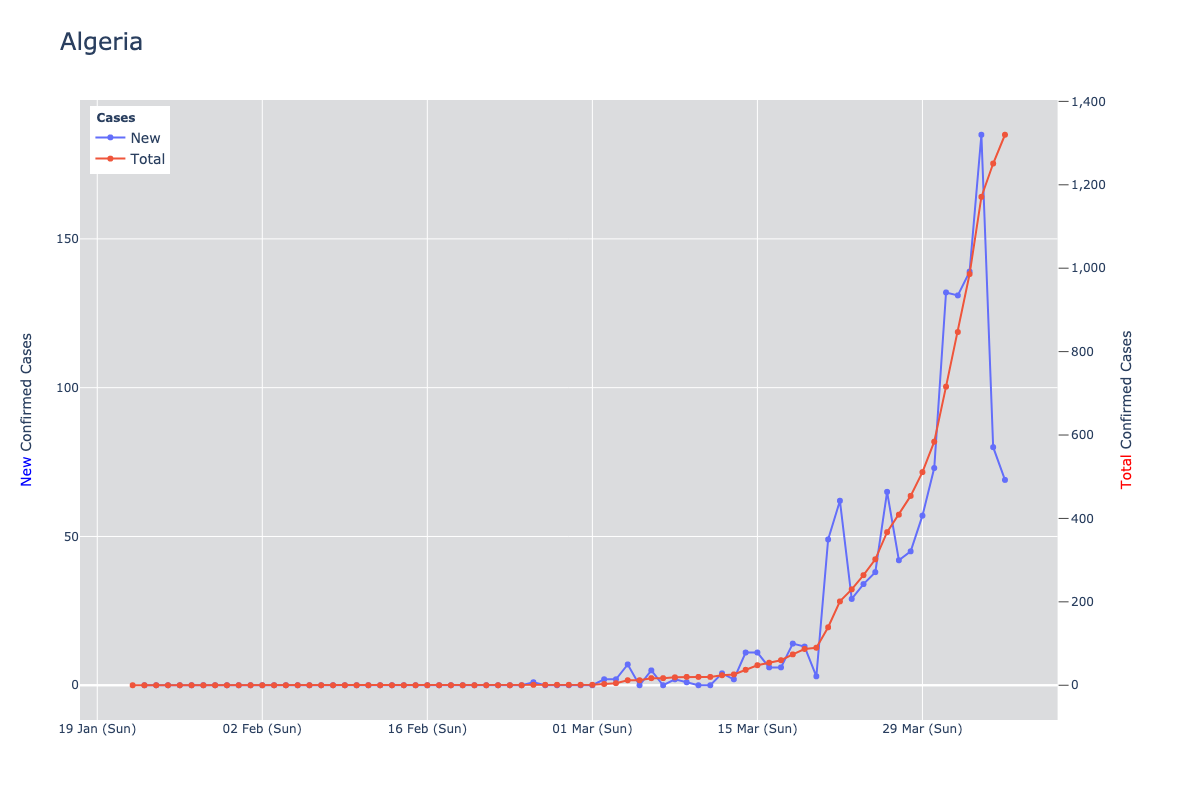 Algeria
Cases
New
Total
150
100
50
0
1,400
1,200
1,000
800
600
400
200
0
New Confirmed Cases
Total Confirmed Cases
19 Jan (Sun)
02 Feb (Sun)
16 Feb (Sun)
01 Mar (Sun)
15 Mar (Sun)
29 Mar (Sun)